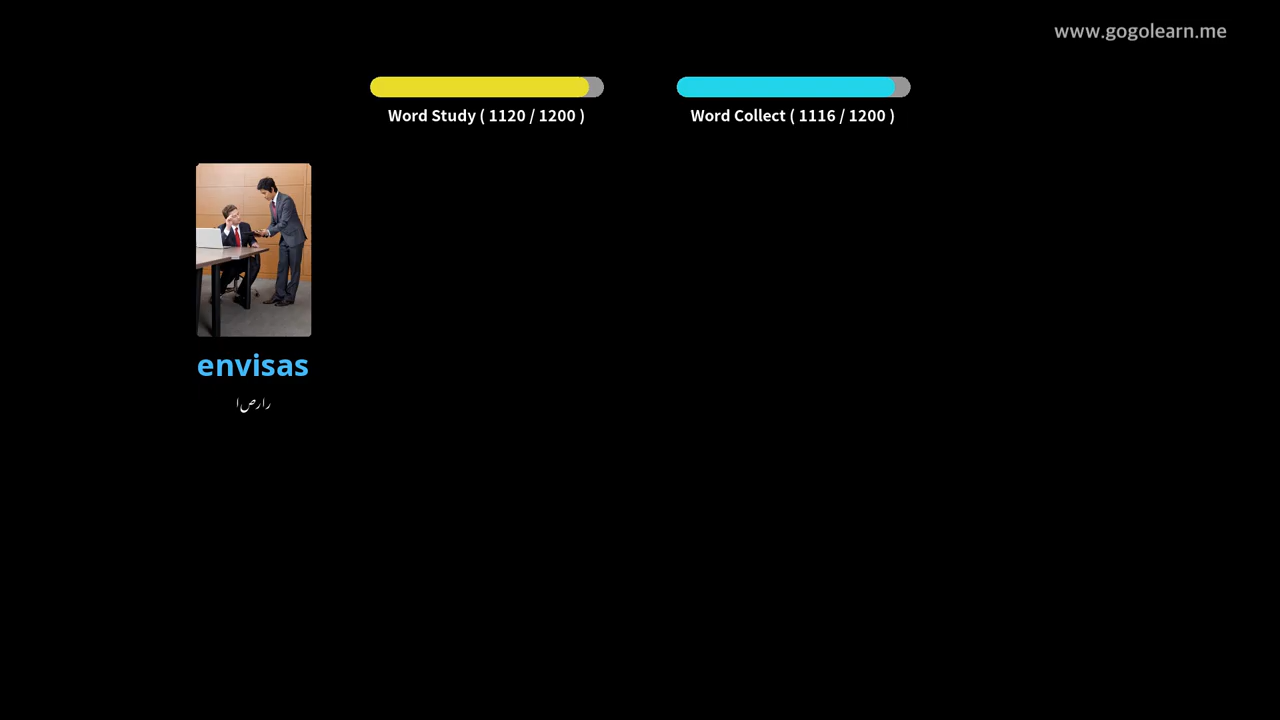 www.gogolearn.me
Word Study ( 1120 / 1200 )
Word Collect ( 1116 / 1200 )
envisas
اصرار